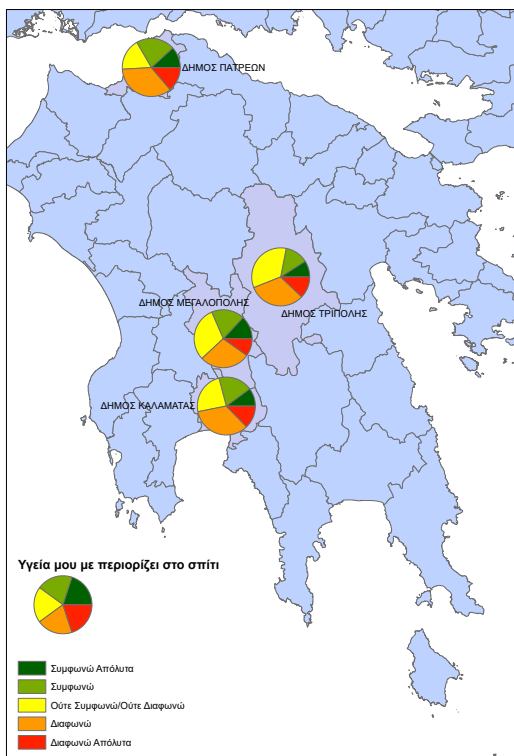 ΔΗΜΟΣ ΠΑΤΡΕΩΝ
ΔΗΜΟΣ ΜΕΓΑΛΟΠΟΛΗΣ
ΔΗΜΟΣ ΤΡΙΠΟΛΗΣ
ΔΗΜΟΣ ΚΑΛΑΜΑΤΑΣ
Υγεία μου με περιορίζει στο σπίτι
Συμφωνώ Απόλυτα
Συμφωνώ
Ούτε Συμφωνώ/Ούτε Διαφωνώ
Διαφωνώ
Διαφωνώ Απόλυτα